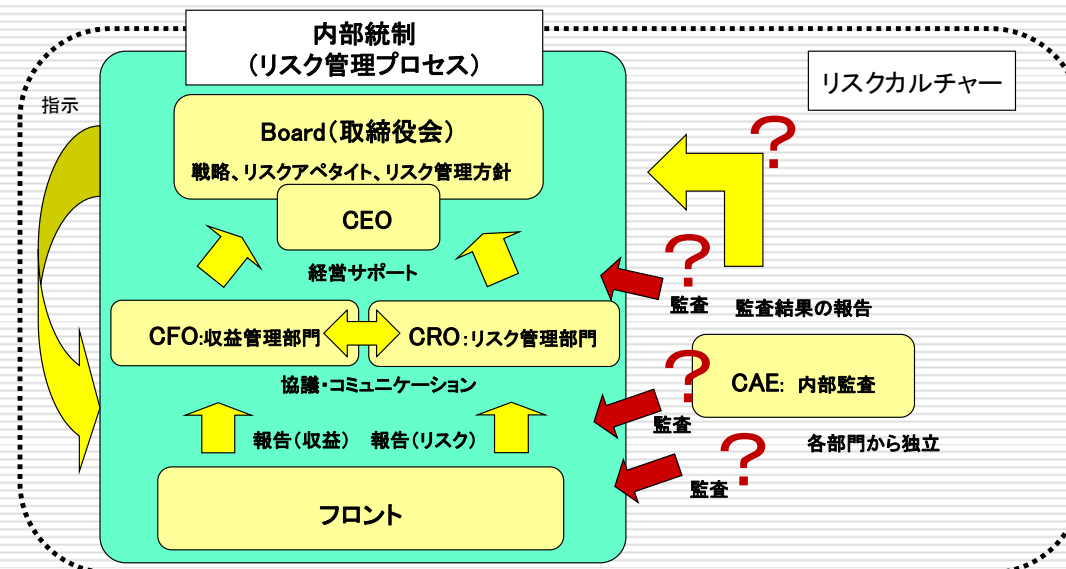 内部統制
(リスク管理プロセス)
リスクカルチャー
指示
Board(取締役会)
戦略、リスクアペタイト、リスク管理方針
CEO
経営サポート
CFO:収益管理部門
CRO:リスク管理部門
協議・コミュニケーション
報告(収益)
報告(リスク)
フロント
?
?
監査
監査結果の報告
?
CAE: 内部監査
監査
各部門から独立
?
監査